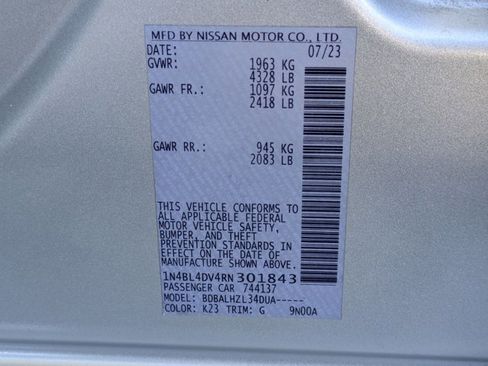 MFD BY NISSAN MOTOR CO., LTD.
DATE: 07/23
GVWR: 1963 KG
4328 LB
GAWR FR.: 1097 KG
2418 LB
GAWR RR.: 945 KG
2083 LB
THIS VEHICLE CONFORMS TO
ALL APPLICABLE FEDERAL
MOTOR VEHICLE SAFETY,
BUMPER, AND THEFT
PREVENTION STANDARDS IN
EFFECT ON THE DATE OF
MANUFACTURE SHOWN ABOVE.
1N4BL4DV4RN301843
PASSENGER CAR 744137
MODEL: BDBALHZL34DUA-----
COLOR: K23 TRIM: G 9N00A